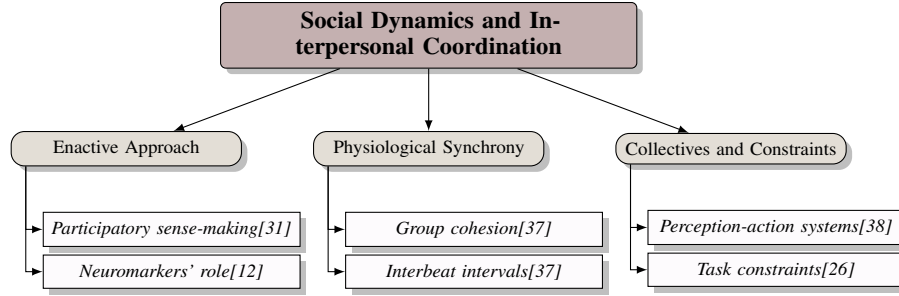 Social Dynamics and In-
terpersonal Coordination
Enactive Approach
Physiological Synchrony
Collectives and Constraints
Participatory sense-making[31]
Group cohesion[37]
Perception-action systems[38]
Neuromarkers' role[12]
Interbeat intervals[37]
Task constraints[26]